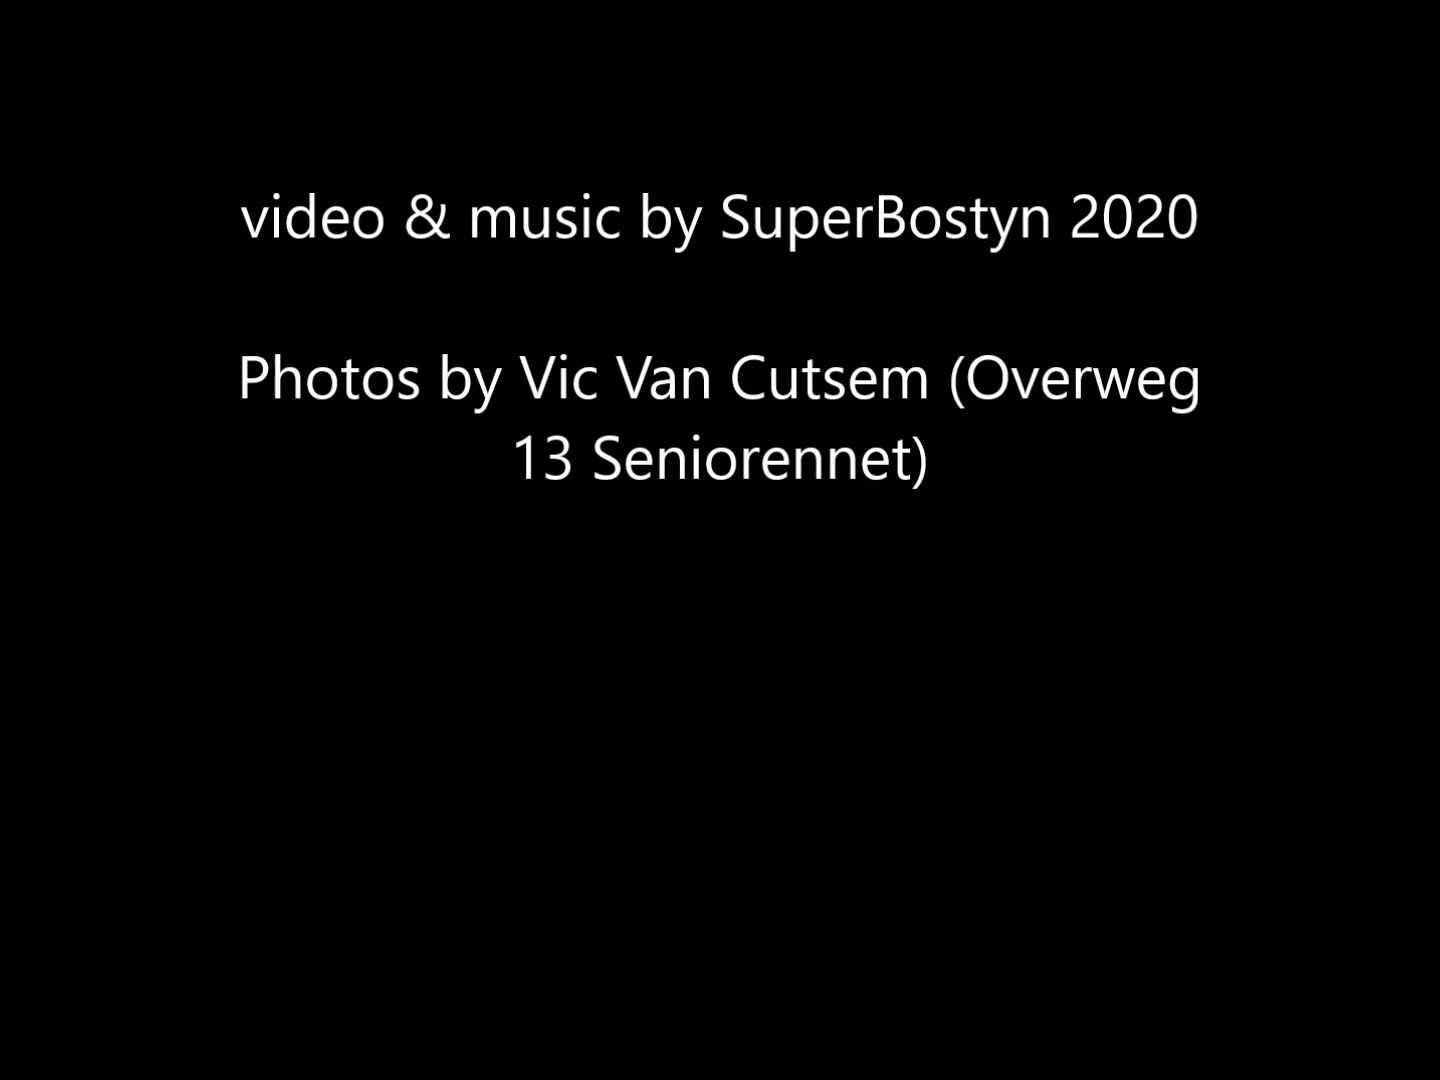 video & music by SuperBostyn 2020
Photos by Vic Van Cutsem (Overweg
13 Seniorennet)